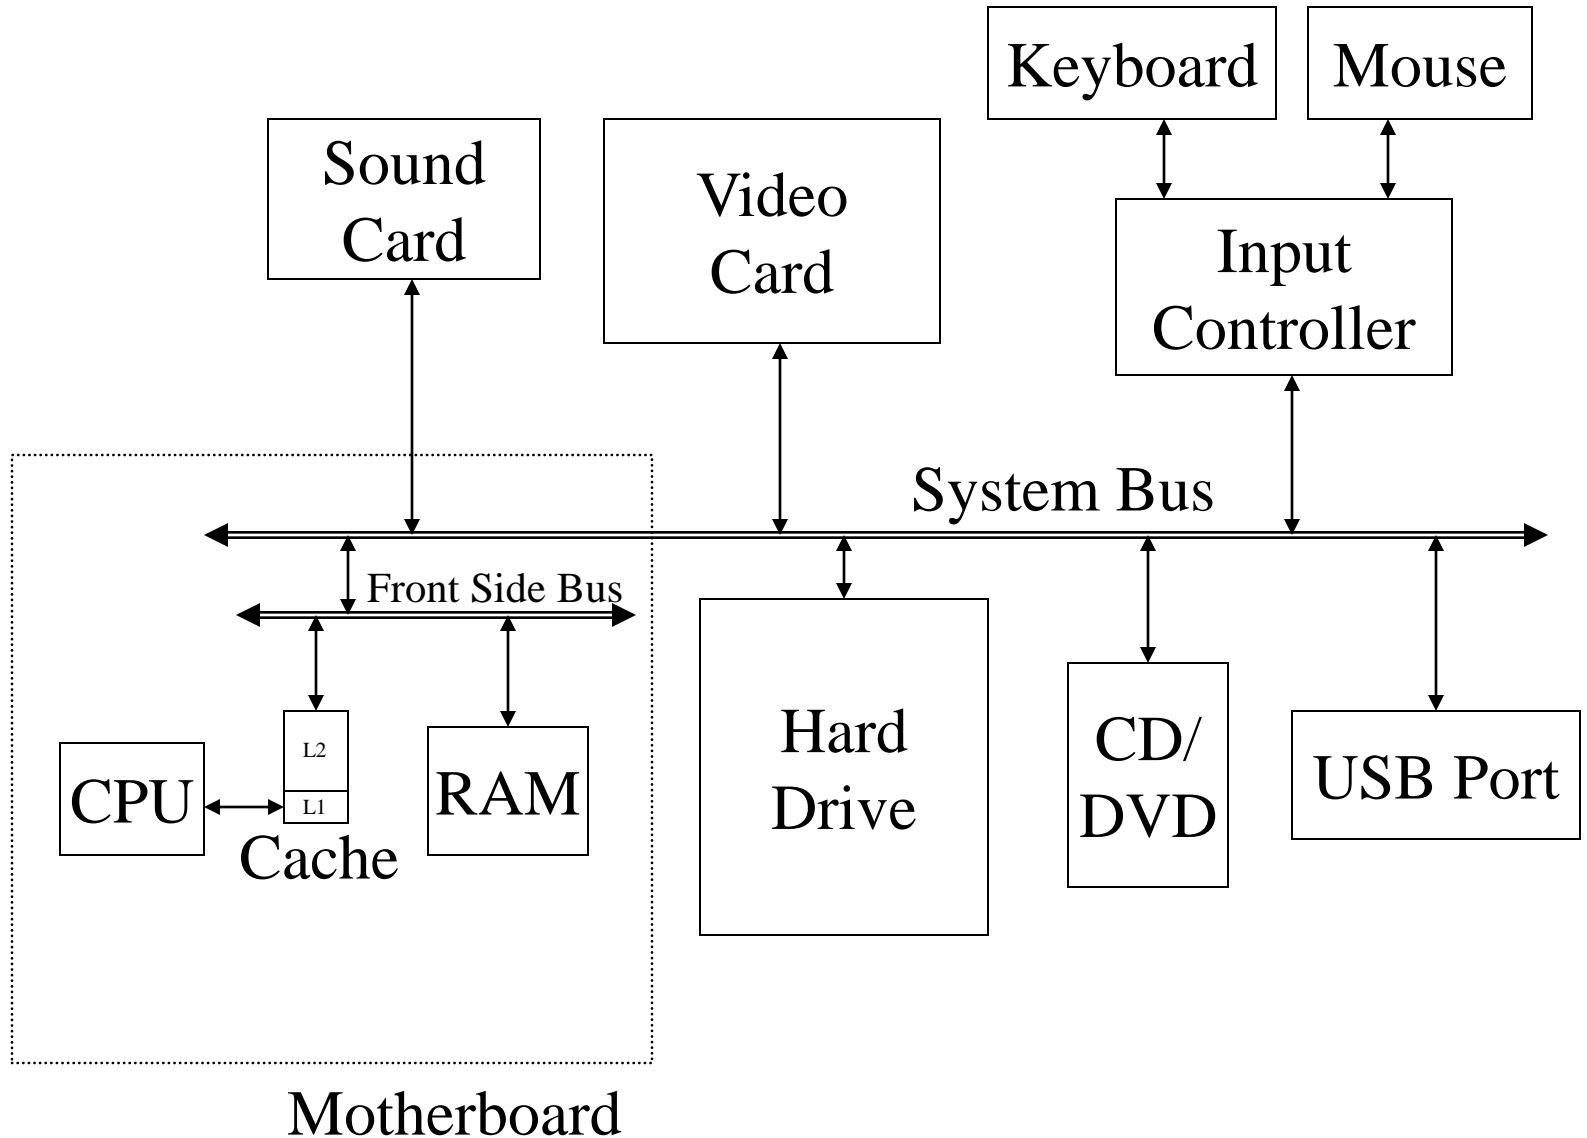 Keyboard
Mouse
Sound
Card
Video
Card
Input
Controller
System Bus
Front Side Bus
L2
L1
CPU
Cache
RAM
Hard
Drive
CD/
DVD
USB Port
Motherboard